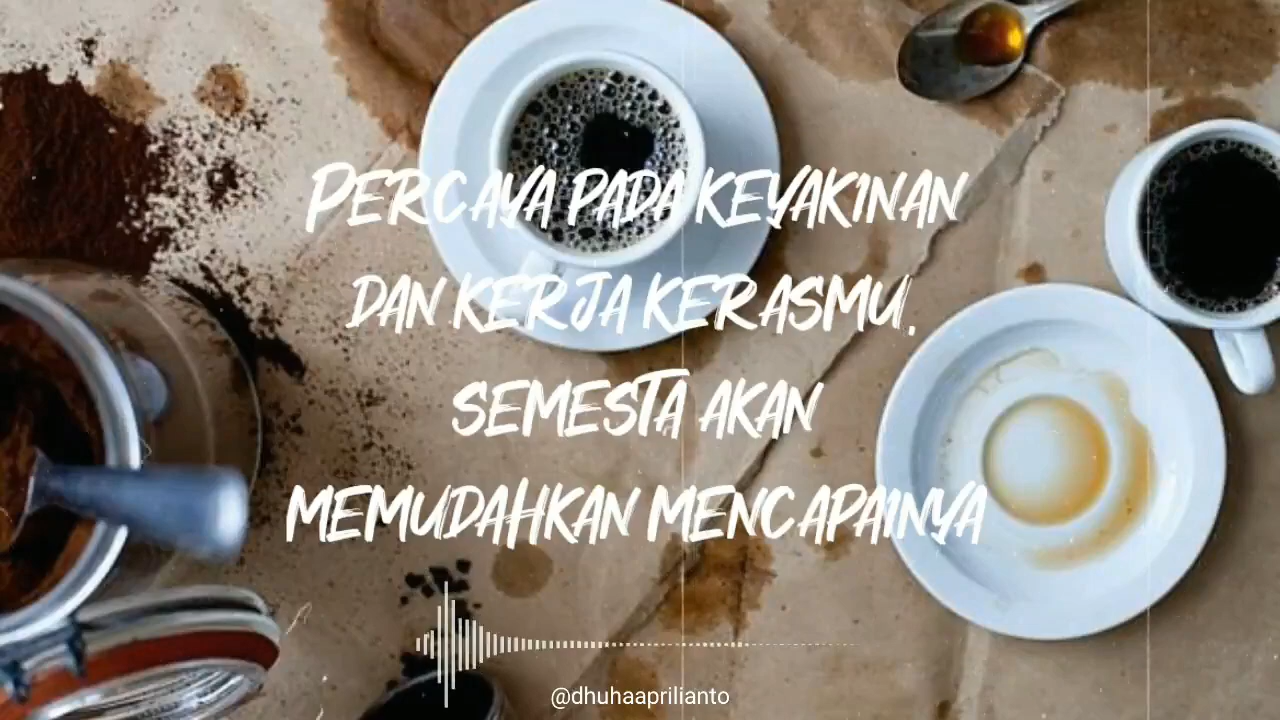 PERCAYA PADA KEYAKINAN
DAN KERJA KERASMU,
SEMESTA AKAN
MEMUDAHKAN MENCAPAINYA
@dhuhaaprilianto